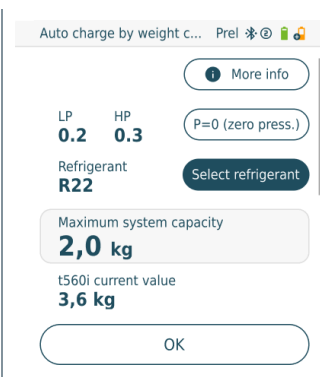 Auto charge by weight c... Prel
More info
LP HP
0.2 0.3
P=0 (zero press.)
Refrigerant
R22
Select refrigerant
Maximum system capacity
2,0 kg
t560i current value
3,6 kg
OK